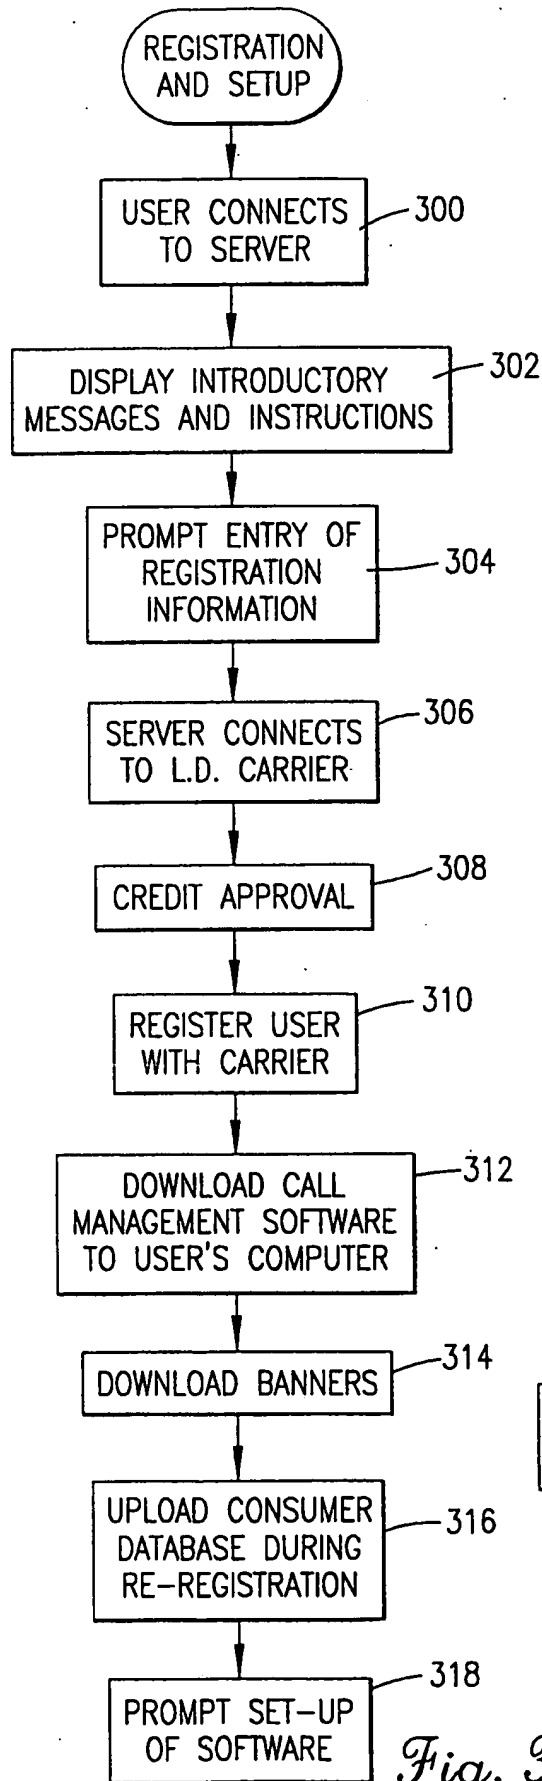 REGISTRATION
AND SETUP
USER CONNECTS
TO SERVER
300
DISPLAY INTRODUCTORY
MESSAGES AND INSTRUCTIONS
302
PROMPT ENTRY OF
REGISTRATION
INFORMATION
304
SERVER CONNECTS
TO L.D. CARRIER
306
CREDIT APPROVAL
308
REGISTER USER
WITH CARRIER
310
DOWNLOAD CALL
MANAGEMENT SOFTWARE
TO USER'S COMPUTER
312
DOWNLOAD BANNERS
314
UPLOAD CONSUMER
DATABASE DURING
RE-REGISTRATION
316
PROMPT SET-UP
OF SOFTWARE
318
Fig.